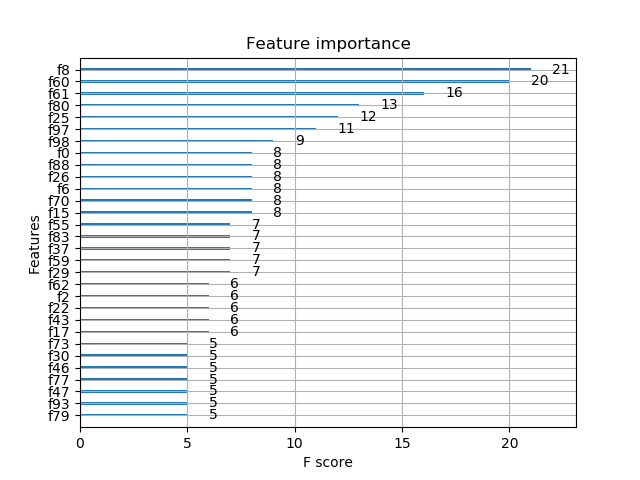 Feature importance
Features
f8 21
f60 20
f61 16
f80 13
f25 12
f97 11
f98 9
f0 8
f88 8
f26 8
f6 8
f70 8
f15 8
f55 7
f83 7
f37 7
f59 7
f29 7
f62 6
f2 6
f22 6
f43 6
f17 6
f73 5
f30 5
f46 5
f77 5
f47 5
f93 5
f79 5
0 5 10 15 20
F score